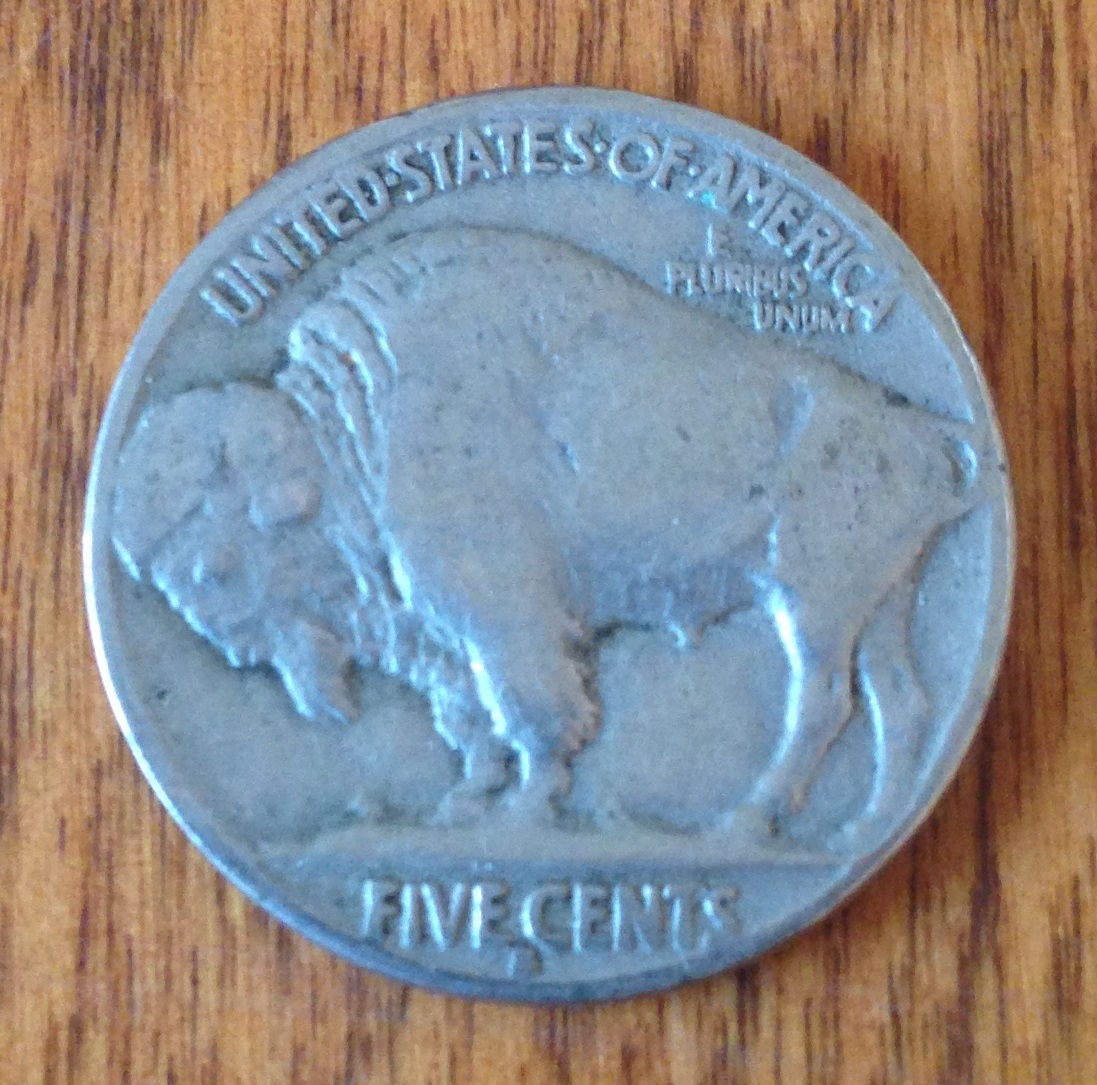 UNITED·STATES·OF·AMERICA
E
PLURIBUS
UNUM
FIVE CENTS
D